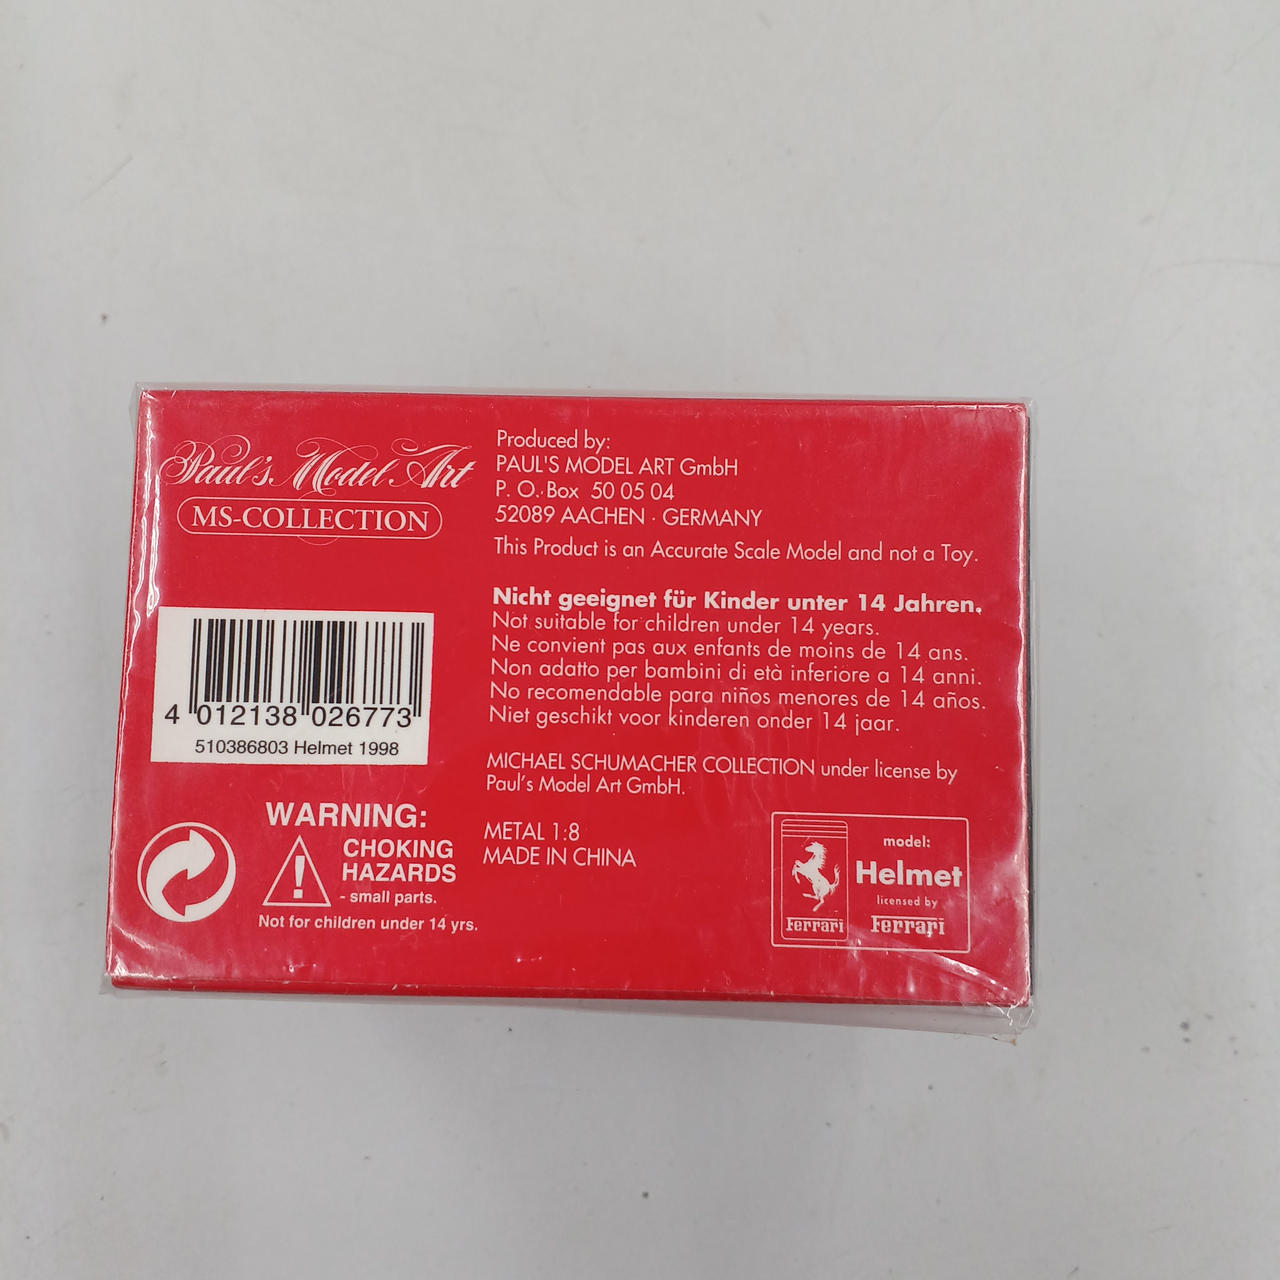 Paul's Model Art
MS-COLLECTION
Produced by:
PAUL'S MODEL ART GmbH
P. O. Box 50 05 04
52089 AACHEN · GERMANY
This Product is an Accurate Scale Model and not a Toy.
Nicht geeignet für Kinder unter 14 Jahren.
Not suitable for children under 14 years.
Ne convient pas aux enfants de moins de 14 ans.
Non adatto per bambini di età inferiore a 14 anni.
No recomendable para niños menores de 14 años.
Niet geschikt voor kinderen onder 14 jaar.
4 012138 026773
510386803 Helmet 1998
MICHAEL SCHUMACHER COLLECTION under license by
Paul's Model Art GmbH.
METAL 1:8
MADE IN CHINA
WARNING:
CHOKING
HAZARDS
- small parts.
Not for children under 14 yrs.
Ferrari
model:
Helmet
licensed by
Ferrari